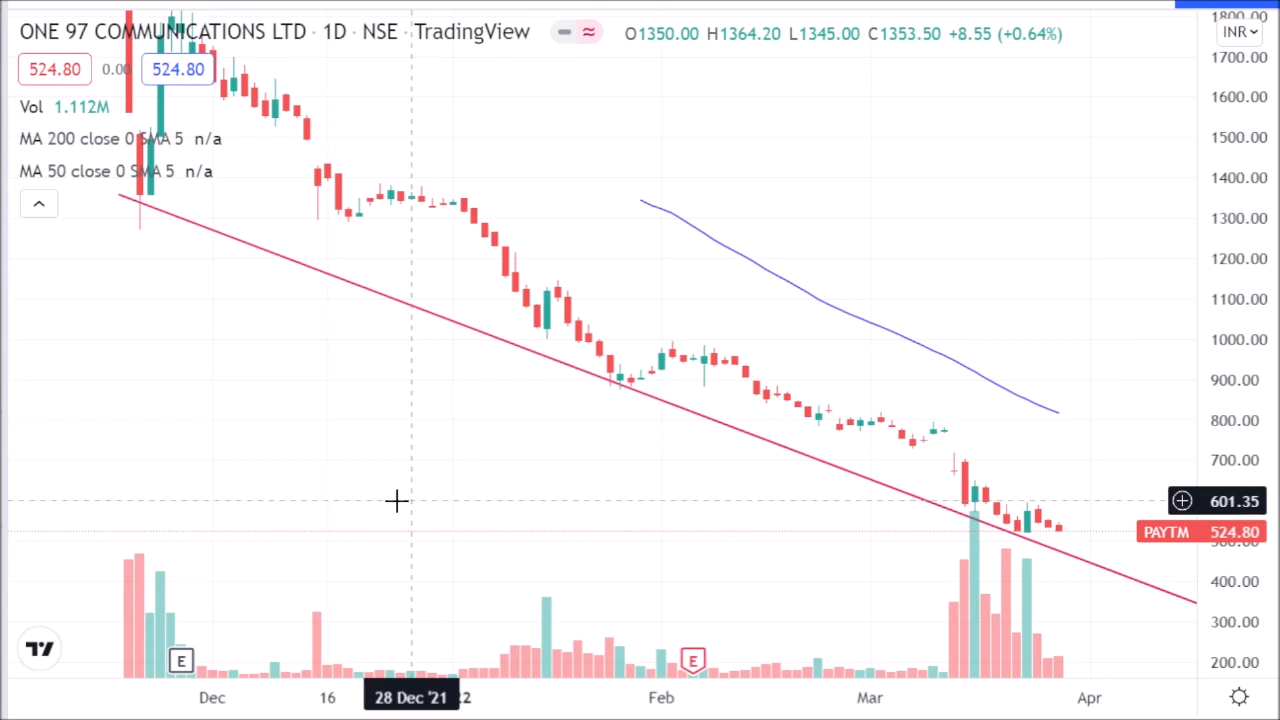 ONE 97 COMMUNICATIONS LTD · 1D · NSE · TradingView
O1350.00 H1364.20 L1345.00 C1353.50 +8.55 (+0.64%)
524.80 0.00 524.80
Vol 1.112M
MA 200 close 0 SMA 5 n/a
MA 50 close 0 SMA 5 n/a
1800.00
INR
1700.00
1600.00
1500.00
1400.00
1300.00
1200.00
1100.00
1000.00
900.00
800.00
700.00
601.35
PAYTM 524.80
500.00
400.00
300.00
200.00
E
E
Dec 16 28 Dec '21 22 Feb Mar Apr